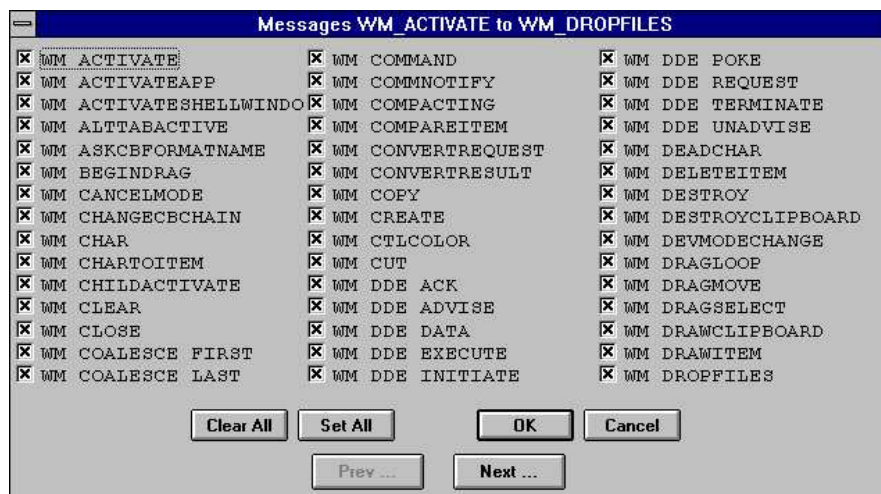 Messages WM_ACTIVATE to WM_DROPFILES
WM ACTIVATE
WM ACTIVATEAPP
WM ACTIVATESHELLWINDO
WM ALTTABACTIVE
WM ASKCBFORMATNAME
WM BEGINDRAG
WM CANCELMODE
WM CHANGECBCHAIN
WM CHAR
WM CHARTOITEM
WM CHILDACTIVATE
WM CLEAR
WM CLOSE
WM COALESCE FIRST
WM COALESCE LAST
WM COMMAND
WM COMMNOTIFY
WM COMPACTING
WM COMPAREITEM
WM CONVERTREQUEST
WM CONVERTRESULT
WM COPY
WM CREATE
WM CTLCOLOR
WM CUT
WM DDE ACK
WM DDE ADVISE
WM DDE DATA
WM DDE EXECUTE
WM DDE INITIATE
WM DDE POKE
WM DDE REQUEST
WM DDE TERMINATE
WM DDE UNADVISE
WM DEADCHAR
WM DELETEITEM
WM DESTROY
WM DESTROYCLIPBOARD
WM DEVMODECHANGE
WM DRAGLOOP
WM DRAGMOVE
WM DRAGSELECT
WM DRAWCLIPBOARD
WM DRAWITEM
WM DROPFILES
Clear All Set All OK Cancel
Prev ... Next ...